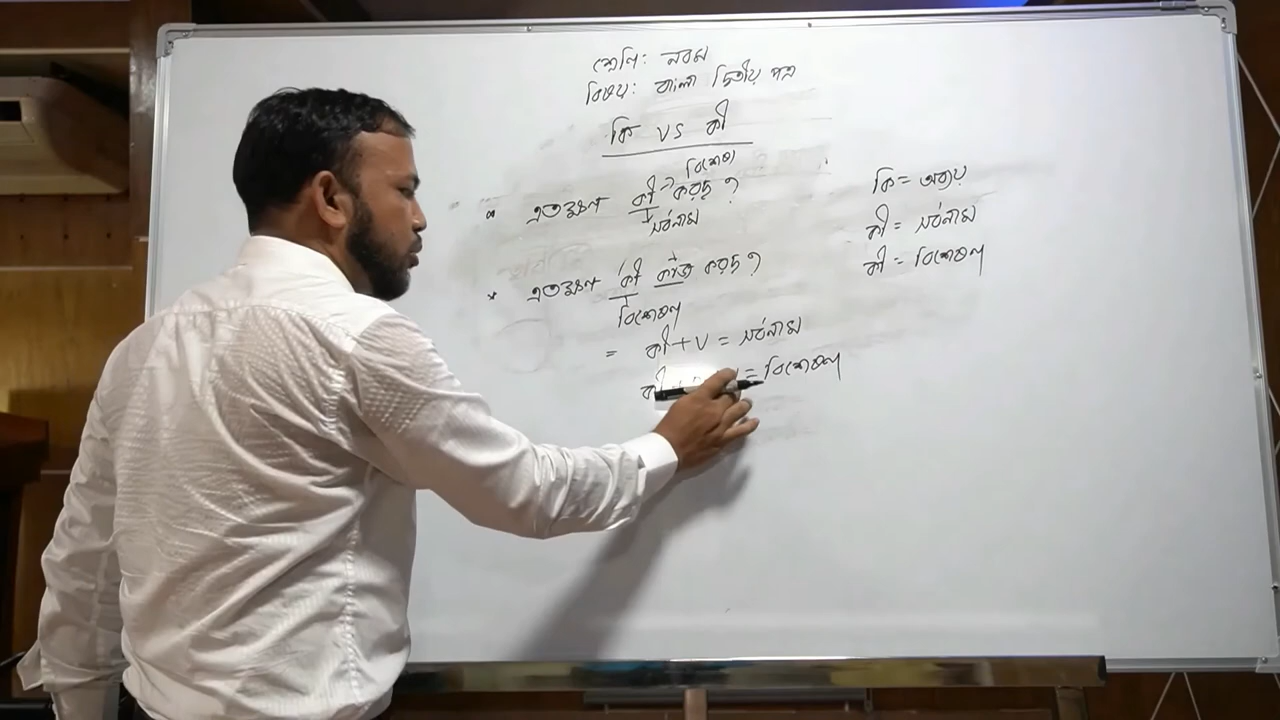 শ্রেণি: নবম
বিষয়: বাংলা দ্বিতীয় পত্র
কি vs কী
বিশেষ্য
* এতক্ষণ কী করছ?
সর্বনাম
* এতক্ষণ কী কাজ করছ?
বিশেষণ
= কী + V = সর্বনাম
কী = বিশেষণ
কি = অব্যয়
কী = সর্বনাম
কী = বিশেষণ